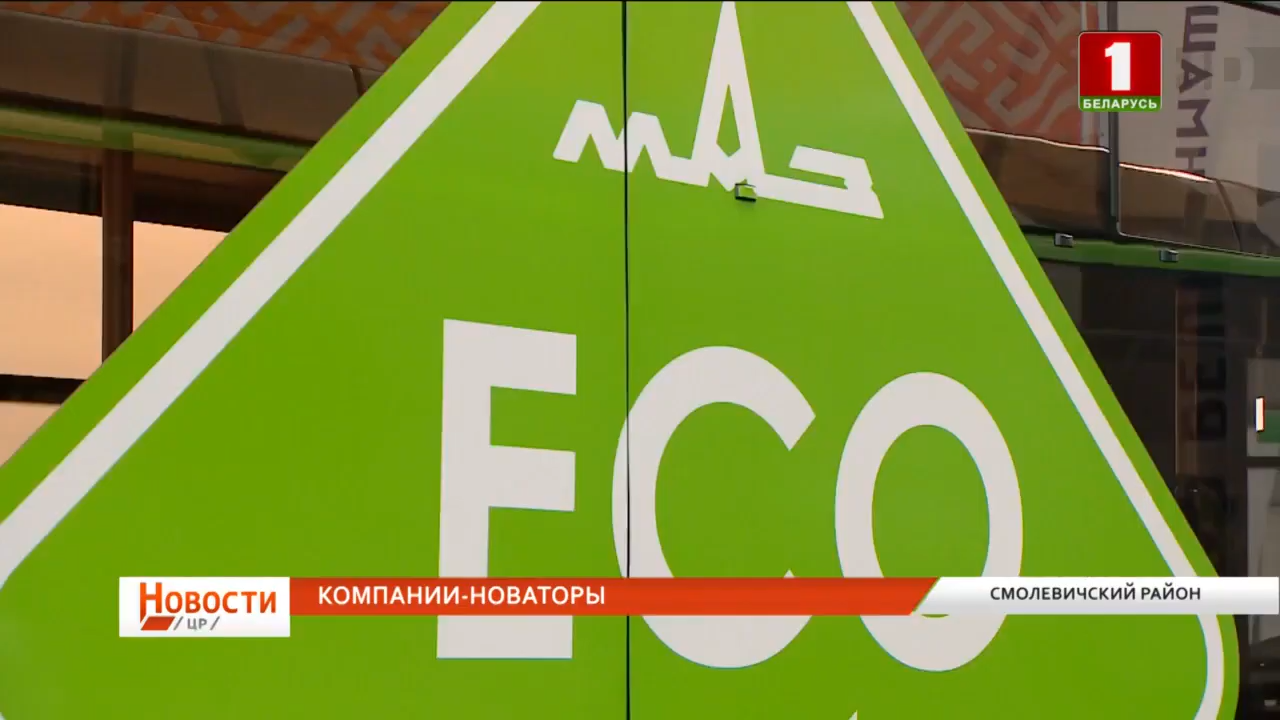 1
БЕЛАРУСЬ
МАЗ
ECO
НОВОСТИ
/ ЦР /
КОМПАНИИ-НОВАТОРЫ
СМОЛЕВИЧСКИЙ РАЙОН